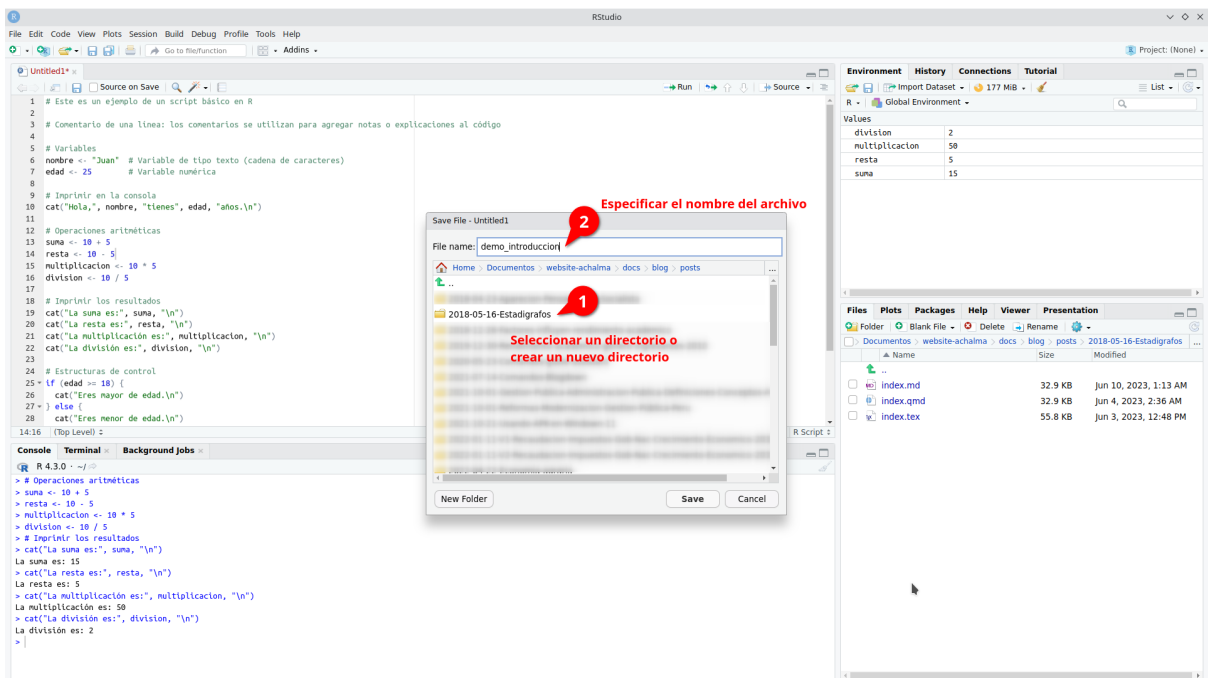 RStudio
File Edit Code View Plots Session Build Debug Profile Tools Help
Go to file/function Addins
Project: (None)
Untitled1*
Source on Save Run Source
1 # Este es un ejemplo de un script básico en R
2
3 # Comentario de una línea: los comentarios se utilizan para agregar notas o explicaciones al código
4
5 # Variables
6 nombre <- "Juan" # Variable de tipo texto (cadena de caracteres)
7 edad <- 25 # Variable numérica
8
9 # Imprimir en la consola
10 cat("Hola,", nombre, "tienes", edad, "años.\n")
11
12 # Operaciones aritméticas
13 suma <- 10 + 5
14 resta <- 10 - 5
15 multiplicacion <- 10 * 5
16 division <- 10 / 5
17
18 # Imprimir los resultados
19 cat("La suma es:", suma, "\n")
20 cat("La resta es:", resta, "\n")
21 cat("La multiplicación es:", multiplicacion, "\n")
22 cat("La división es:", division, "\n")
23
24 # Estructuras de control
25 if (edad >= 18) {
26 cat("Eres mayor de edad.\n")
27 } else {
28 cat("Eres menor de edad.\n")
14:16 (Top Level) R Script
Console Terminal Background Jobs
R 4.3.0 · ~/
> # Operaciones aritméticas
> suma <- 10 + 5
> resta <- 10 - 5
> multiplicacion <- 10 * 5
> division <- 10 / 5
> # Imprimir los resultados
> cat("La suma es:", suma, "\n")
La suma es: 15
> cat("La resta es:", resta, "\n")
La resta es: 5
> cat("La multiplicación es:", multiplicacion, "\n")
La multiplicación es: 50
> cat("La división es:", division, "\n")
La división es: 2
>
Especificar el nombre del archivo
Save File - Untitled1
2
File name: demo_introduccion
Home > Documentos > website-achalma > docs > blog > posts ...
..
1
2018-05-16-Estadigrafos
Seleccionar un directorio o
crear un nuevo directorio
New Folder Save Cancel
Environment History Connections Tutorial
Import Dataset 177 MiB List
R Global Environment
Values
division 2
multiplicacion 50
resta 5
suma 15
Files Plots Packages Help Viewer Presentation
Folder Blank File Delete Rename
Documentos > website-achalma > docs > blog > posts > 2018-05-16-Estadigrafos ...
Name Size Modified
..
index.md 32.9 KB Jun 10, 2023, 1:13 AM
index.qmd 32.9 KB Jun 4, 2023, 2:36 AM
index.tex 55.8 KB Jun 3, 2023, 12:48 PM